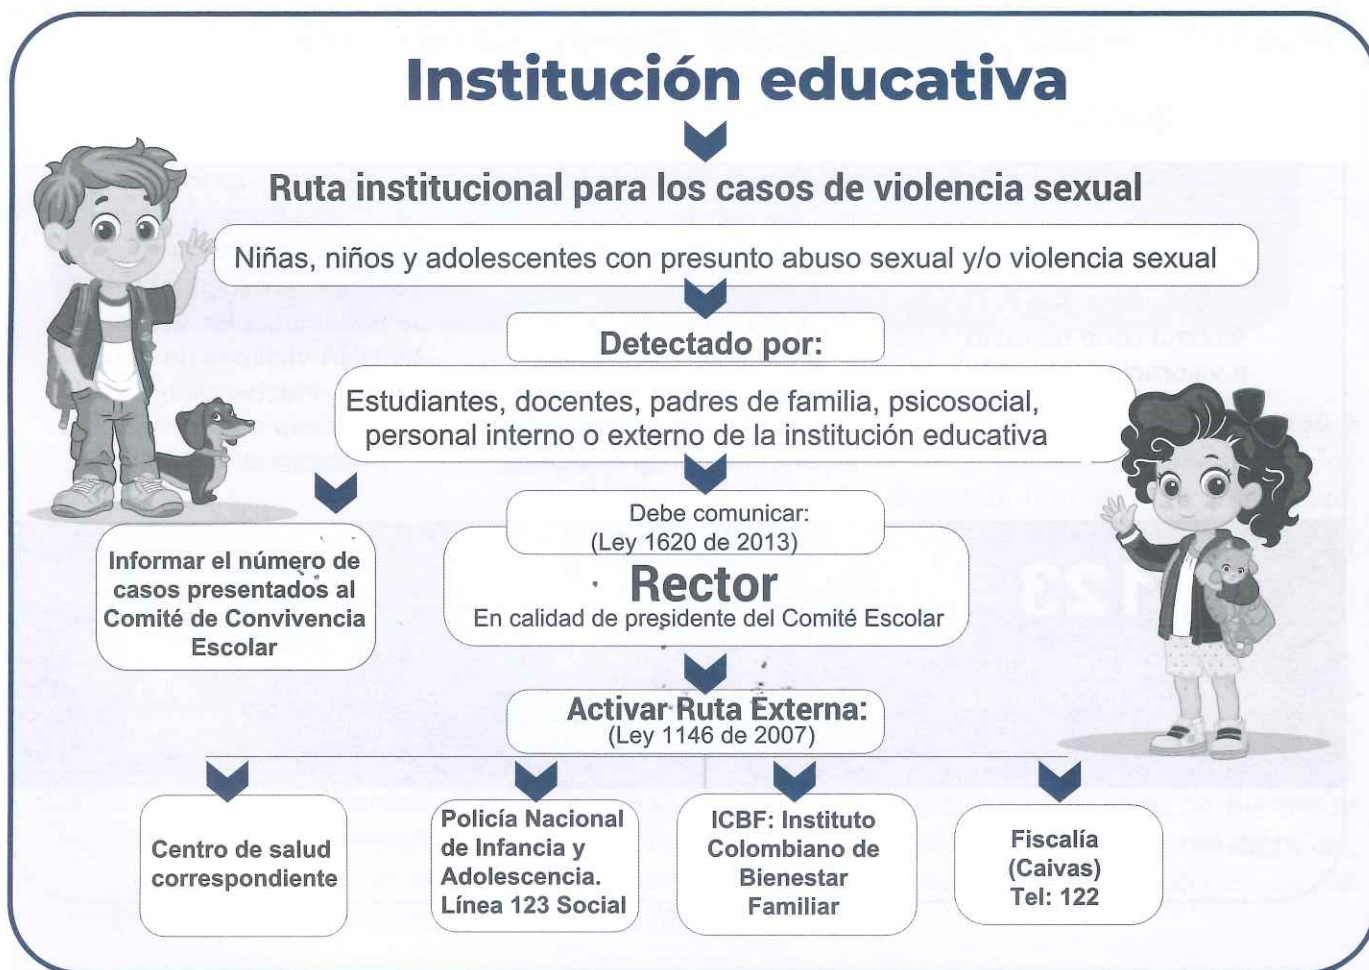 Institución educativa
Ruta institucional para los casos de violencia sexual
Niñas, niños y adolescentes con presunto abuso sexual y/o violencia sexual
Detectado por:
Estudiantes, docentes, padres de familia, psicosocial,
personal interno o externo de la institución educativa
Informar el número de
casos presentados al
Comité de Convivencia
Escolar
Debe comunicar:
(Ley 1620 de 2013)
Rector
En calidad de presidente del Comité Escolar
Activar Ruta Externa:
(Ley 1146 de 2007)
Centro de salud
correspondiente
Policía Nacional
de Infancia y
Adolescencia.
Línea 123 Social
ICBF: Instituto
Colombiano de
Bienestar
Familiar
Fiscalía
(Caivas)
Tel: 122